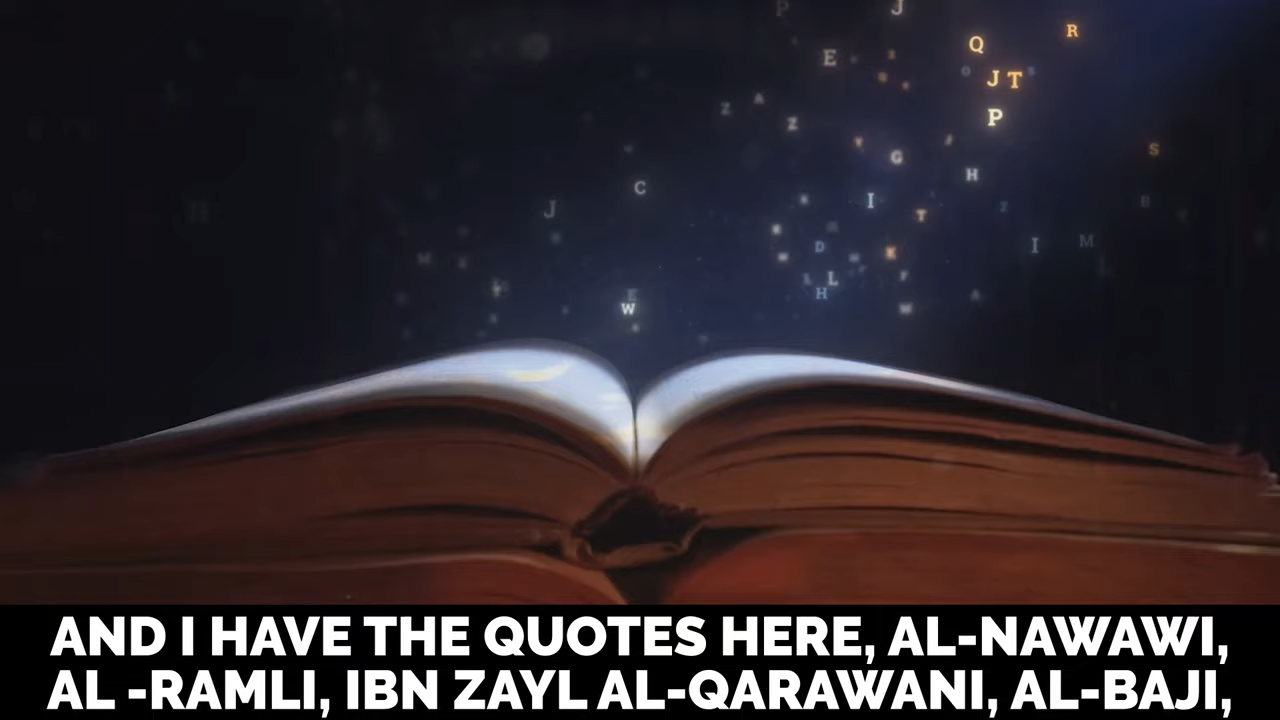 AND I HAVE THE QUOTES HERE, AL-NAWAWI,
AL -RAMLI, IBN ZAYL AL-QARAWANI, AL-BAJI,